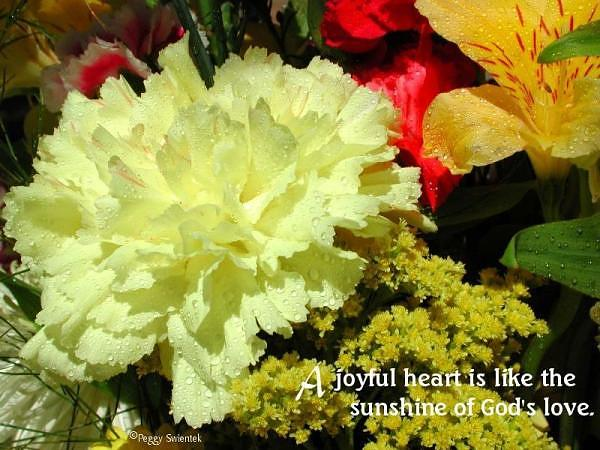 A joyful heart is like the
sunshine of God's love.
©Peggy Swientek